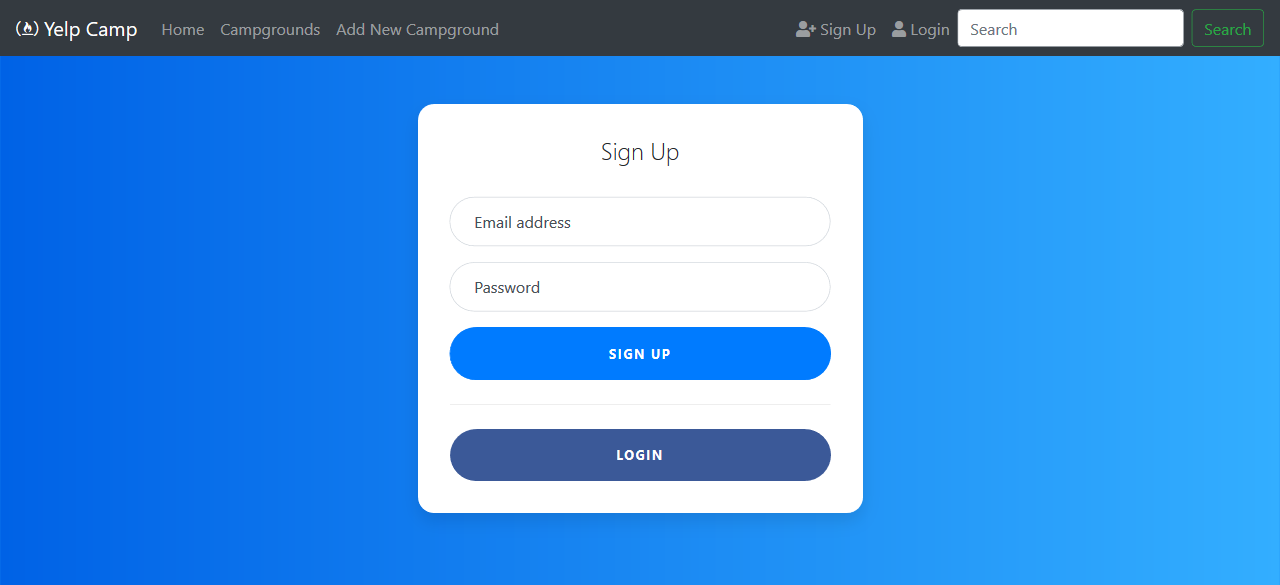 Yelp Camp Home Campgrounds Add New Campground Sign Up Login Search Search
Sign Up
Email address
Password
SIGN UP
LOGIN